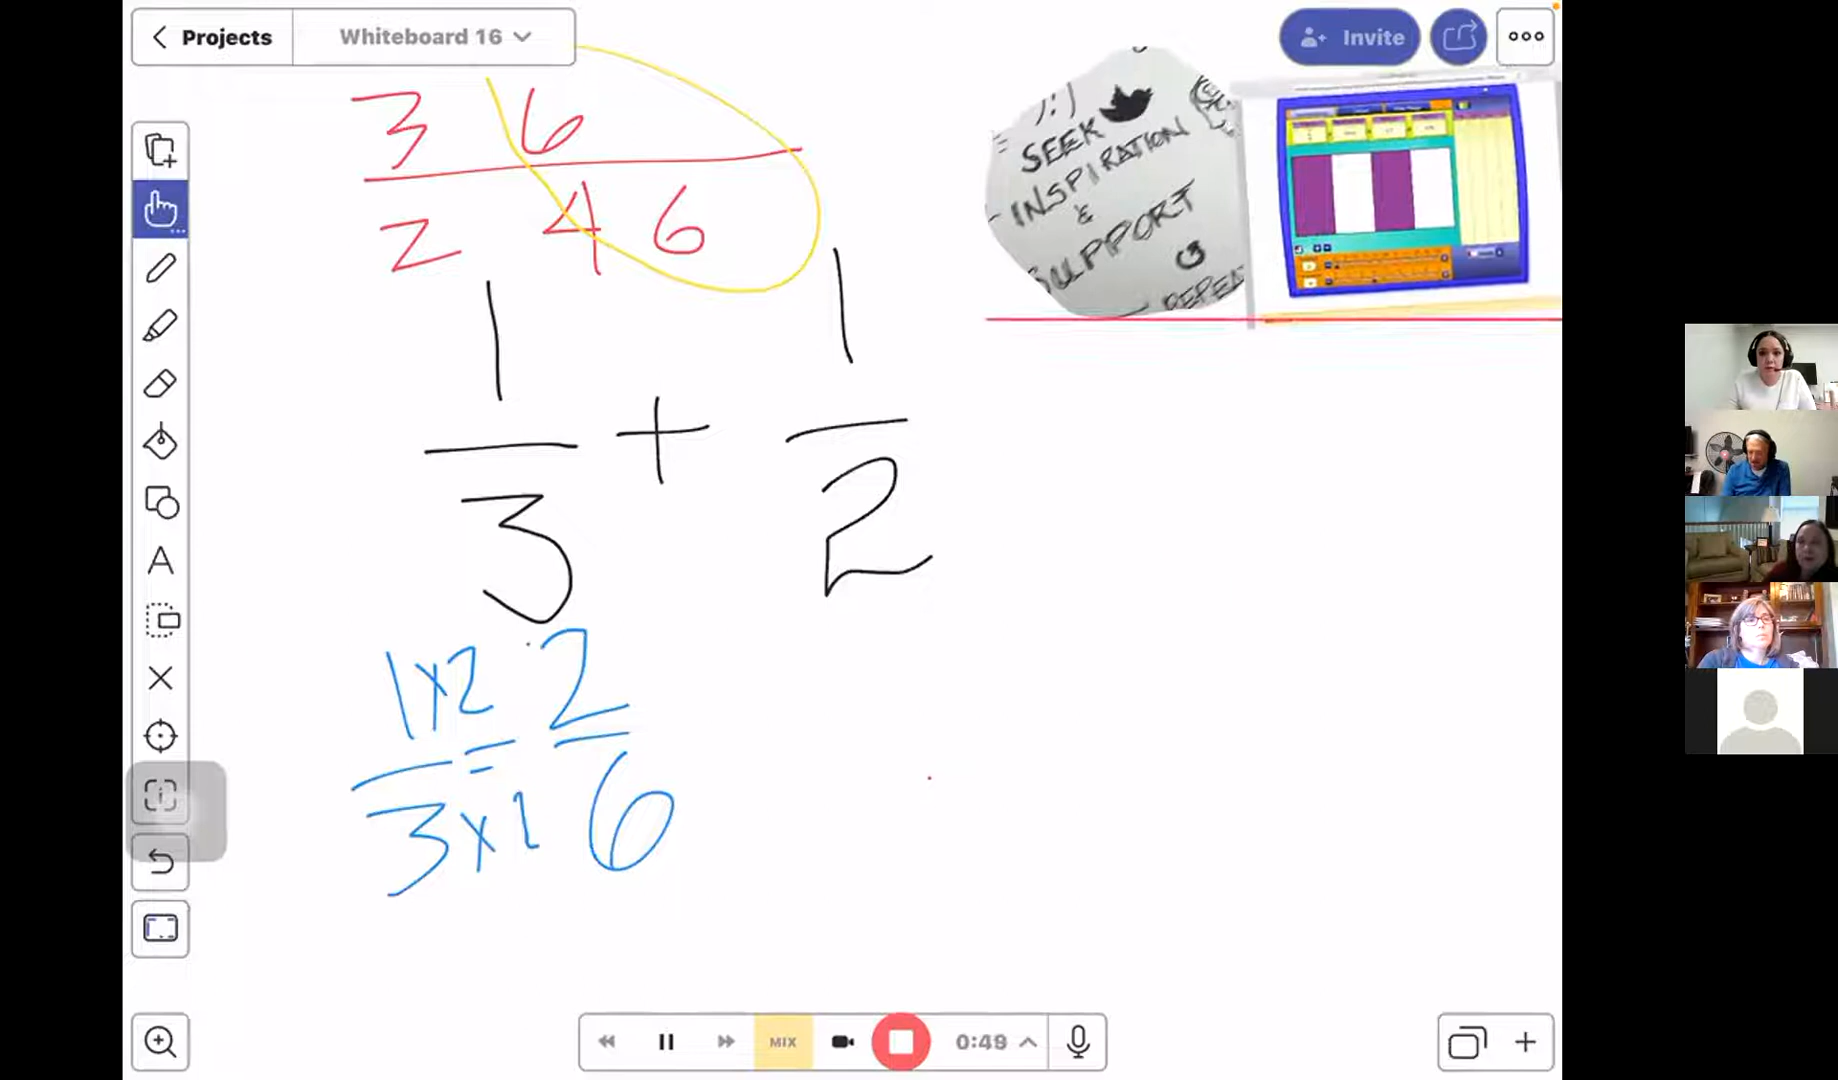 Projects
Whiteboard 16
Invite
3 6
2 4 6
):)
SEEK
INSPIRATION
&
SUPPORT
1 + 1
3 2
1x2 = 2
3x2 6
A
MIX
0:49